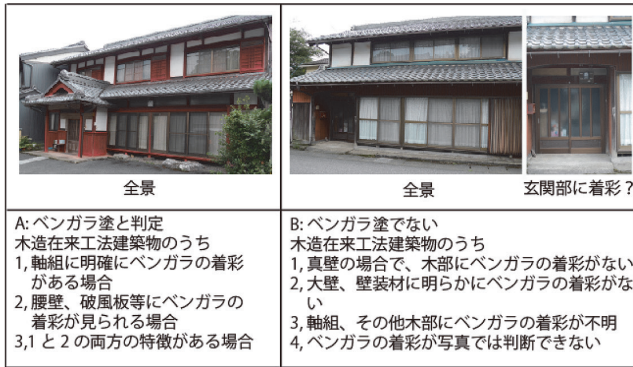 全景
全景
玄関部に着彩？
A: ベンガラ塗と判定
木造在来工法建築物のうち
1, 軸組に明確にベンガラの着彩
がある場合
2, 腰壁、破風板等にベンガラの
着彩が見られる場合
3,1 と 2 の両方の特徴がある場合
B: ベンガラ塗でない
木造在来工法建築物のうち
1, 真壁の場合で、木部にベンガラの着彩がない
2, 大壁、壁装材に明らかにベンガラの着彩がな
い
3, 軸組、その他木部にベンガラの着彩が不明
4, ベンガラの着彩が写真では判断できない